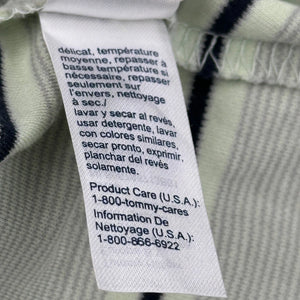 délicat, température
moyenne, repasser à
basse température si
nécessaire, repasser
seulement sur
l'envers, nettoyage
à sec./
lavar y secar al revés,
usar detergente, lavar
con colores similares,
secar pronto, exprimir,
planchar del revés
solamente.
Product Care (U.S.A.):
1-800-tommy-cares
Information De
Nettoyage (U.S.A.):
1-800-866-6922